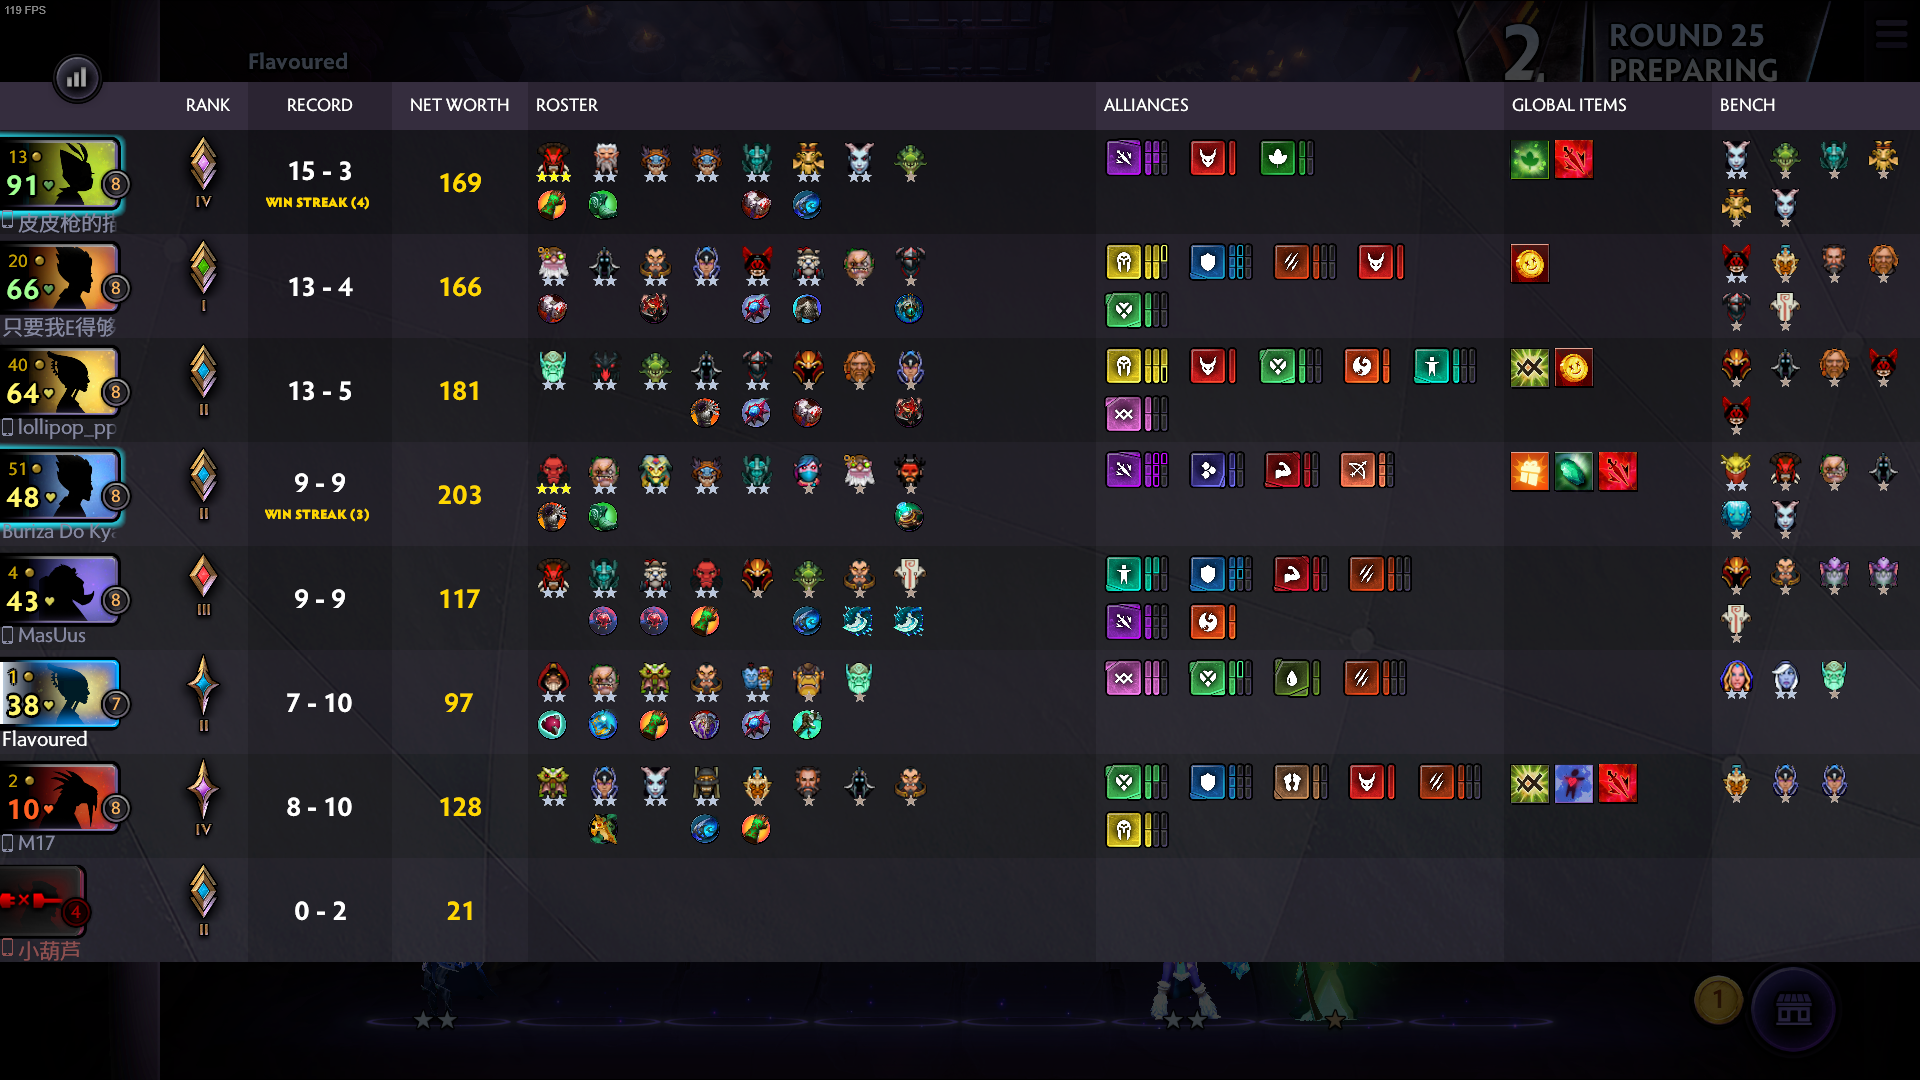 119 FPS
Flavoured
2
ROUND 25
PREPARING
RANK RECORD NET WORTH ROSTER ALLIANCES GLOBAL ITEMS BENCH
13 91 8 IV 15 - 3 WIN STREAK (4) 169
皮皮枪的
20 66 8 I 13 - 4 166
只要我E得够
40 64 8 II 13 - 5 181
lollipop_pp
51 48 8 II 9 - 9 WIN STREAK (3) 203
Buriza Do Ky
4 43 8 III 9 - 9 117
MasUus
1 38 7 II 7 - 10 97
Flavoured
2 10 8 IV 8 - 10 128
M17
4 II 0 - 2 21
小葫芦
1